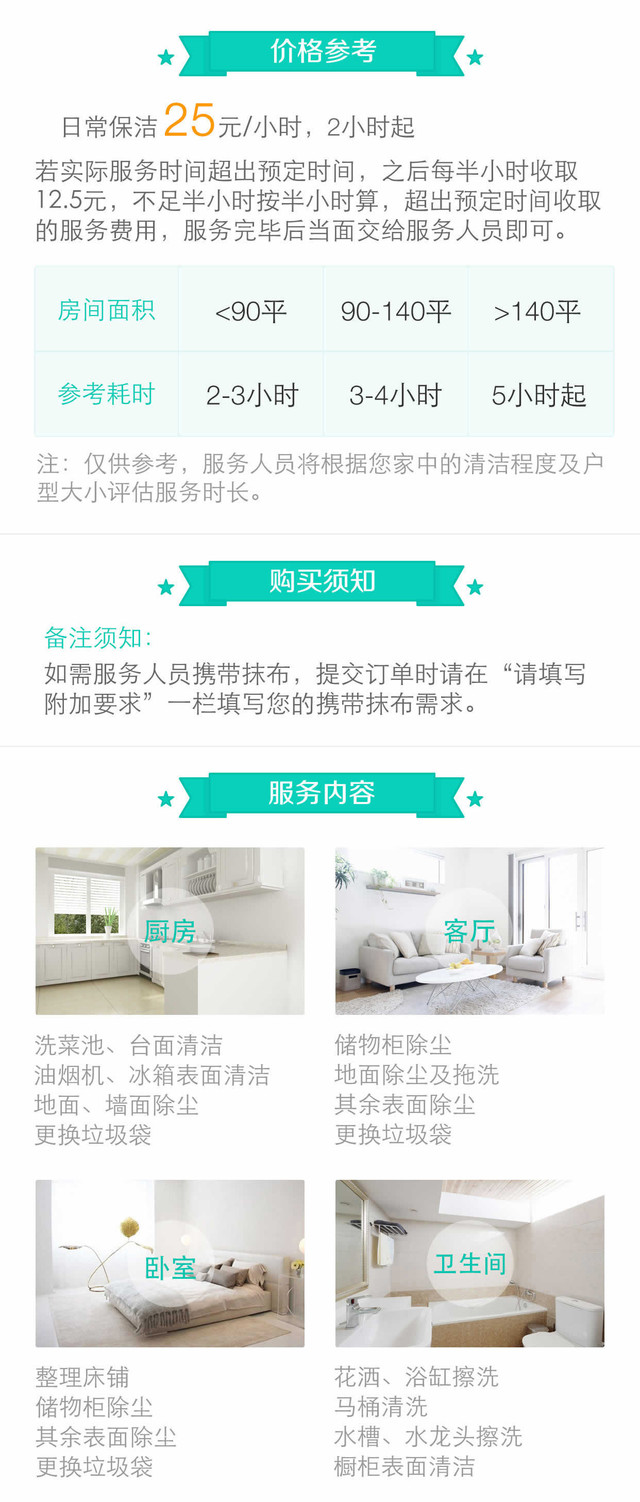 价格参考
日常保洁25元/小时，2小时起
若实际服务时间超出预定时间，之后每半小时收取
12.5元，不足半小时按半小时算，超出预定时间收取
的服务费用，服务完毕后当面交给服务人员即可。
房间面积 <90平 90-140平 >140平
参考耗时 2-3小时 3-4小时 5小时起
注：仅供参考，服务人员将根据您家中的清洁程度及户
型大小评估服务时长。
购买须知
备注须知：
如需服务人员携带抹布，提交订单时请在“请填写
附加要求”一栏填写您的携带抹布需求。
服务内容
厨房
洗菜池、台面清洁
油烟机、冰箱表面清洁
地面、墙面除尘
更换垃圾袋
客厅
储物柜除尘
地面除尘及拖洗
其余表面除尘
更换垃圾袋
卧室
整理床铺
储物柜除尘
其余表面除尘
更换垃圾袋
卫生间
花洒、浴缸擦洗
马桶清洗
水槽、水龙头擦洗
橱柜表面清洁